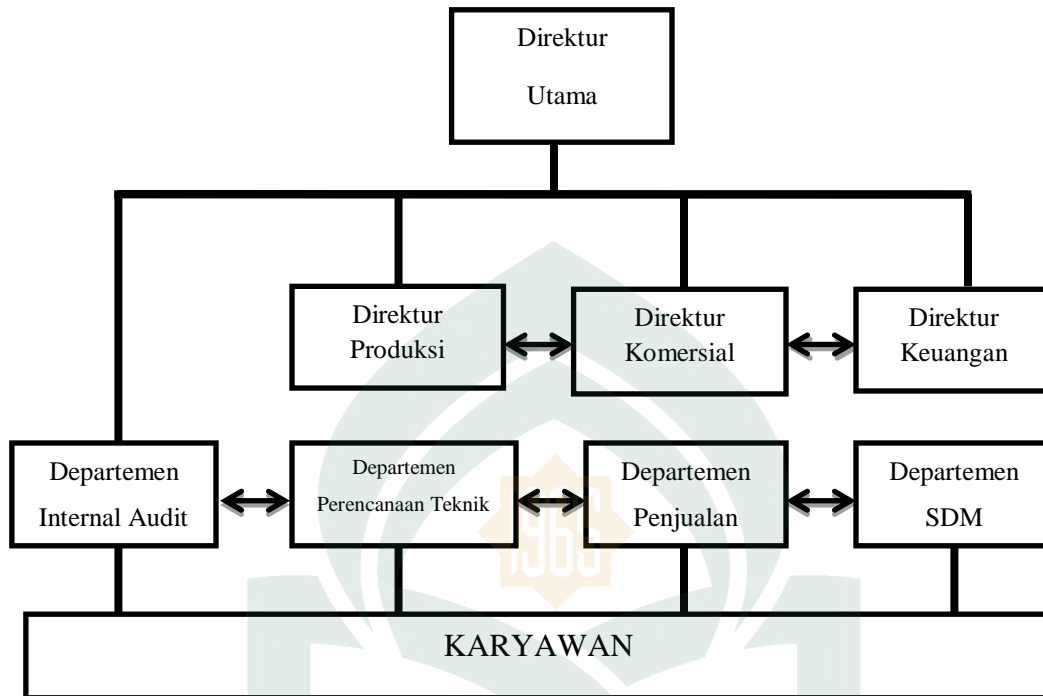 Direktur
Utama
Direktur
Produksi
Direktur
Komersial
Direktur
Keuangan
Departemen
Internal Audit
Departemen
Perencanaan Teknik
Departemen
Penjualan
Departemen
SDM
1965
KARYAWAN